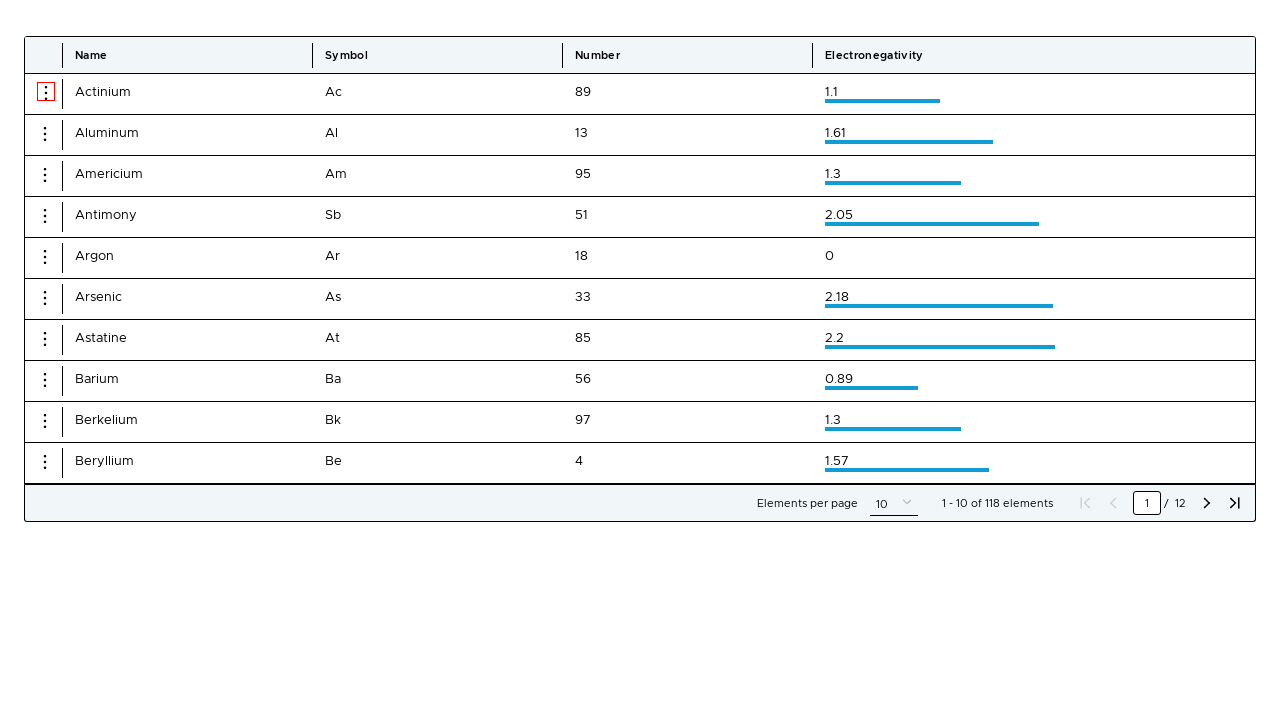 Name Symbol Number Electronegativity
Actinium Ac 89 1.1
Aluminum Al 13 1.61
Americium Am 95 1.3
Antimony Sb 51 2.05
Argon Ar 18 0
Arsenic As 33 2.18
Astatine At 85 2.2
Barium Ba 56 0.89
Berkelium Bk 97 1.3
Beryllium Be 4 1.57
Elements per page 10 1 - 10 of 118 elements 1 / 12